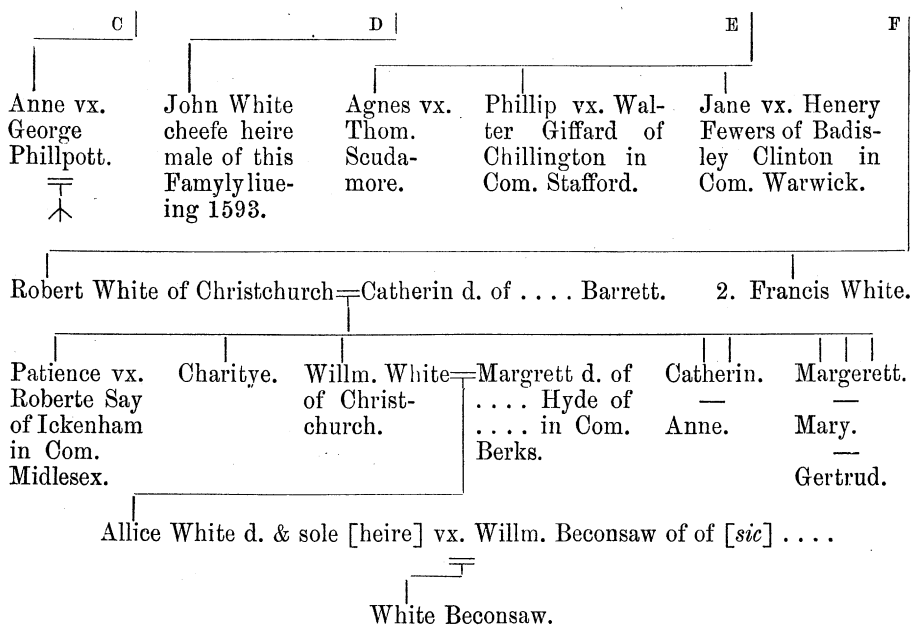 C D E F
Anne vx.
George
Phillpott.
John White
cheefe heire
male of this
Famyly liue-
ing 1593.
Agnes vx.
Thom.
Scuda-
more.
Phillip vx. Wal-
ter Giffard of
Chillington in
Com. Stafford.
Jane vx. Henery
Fewers of Badis-
ley Clinton in
Com. Warwick.
Robert White of Christchurch=Catherin d. of .... Barrett. 2. Francis White.
Patience vx.
Roberte Say
of Ickenham
in Com.
Midlesex.
Charitye.
Willm. White=Margrett d. of
of Christ-
church.
.... Hyde of
.... in Com.
Berks.
Catherin.
—
Anne.
Margerett.
—
Mary.
—
Gertrud.
Allice White d. & sole [heire] vx. Willm. Beconsaw of of [sic] ....
White Beconsaw.